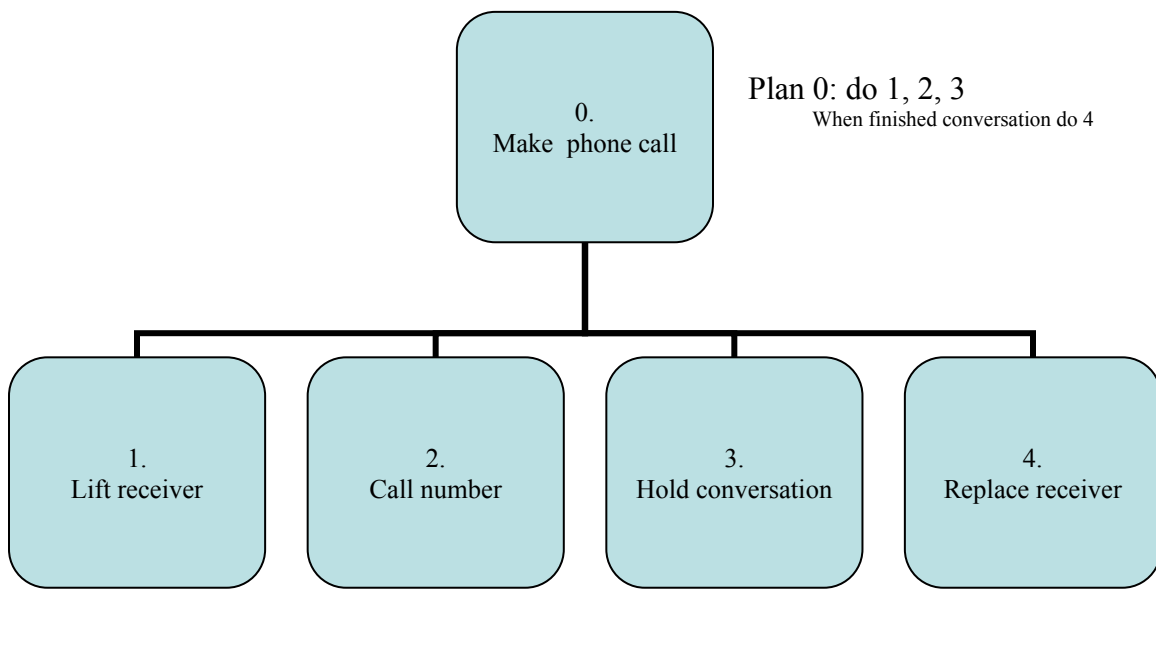 0.
Make  phone call
Plan 0: do 1, 2, 3
When finished conversation do 4
1.
Lift receiver
2.
Call number
3.
Hold conversation
4.
Replace receiver